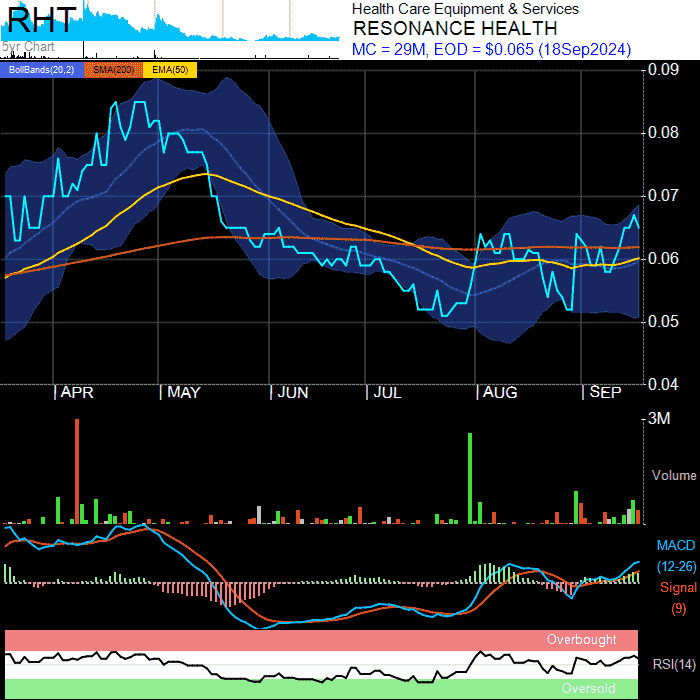 RHT
5yr Chart
Health Care Equipment & Services
RESONANCE HEALTH
MC = 29M, EOD = $0.065 (18Sep2024)
BollBands(20,2) SMA(200) EMA(50)
0.09
0.08
0.07
0.06
0.05
0.04
APR MAY JUN JUL AUG SEP
3M
Volume
MACD
(12-26)
Signal
(9)
Overbought
RSI(14)
Oversold